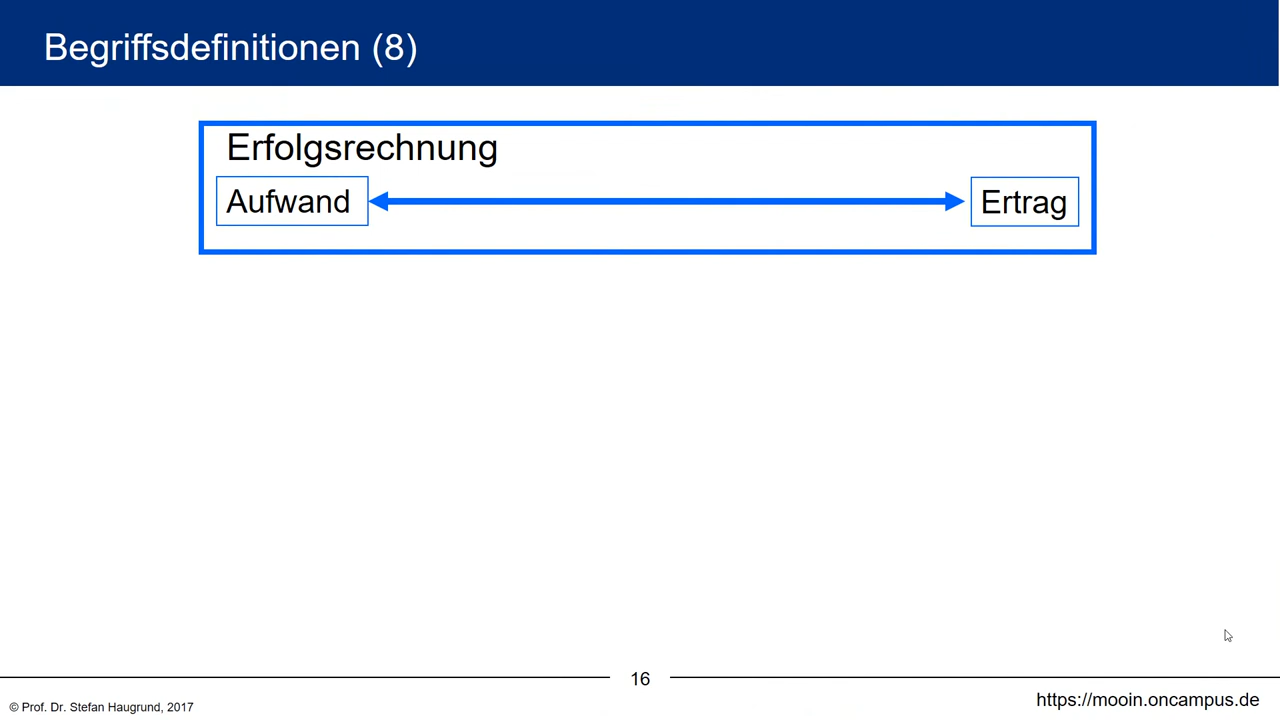 Begriffsdefinitionen (8)
Erfolgsrechnung
Aufwand
Ertrag
16
© Prof. Dr. Stefan Haugrund, 2017
https://mooin.oncampus.de